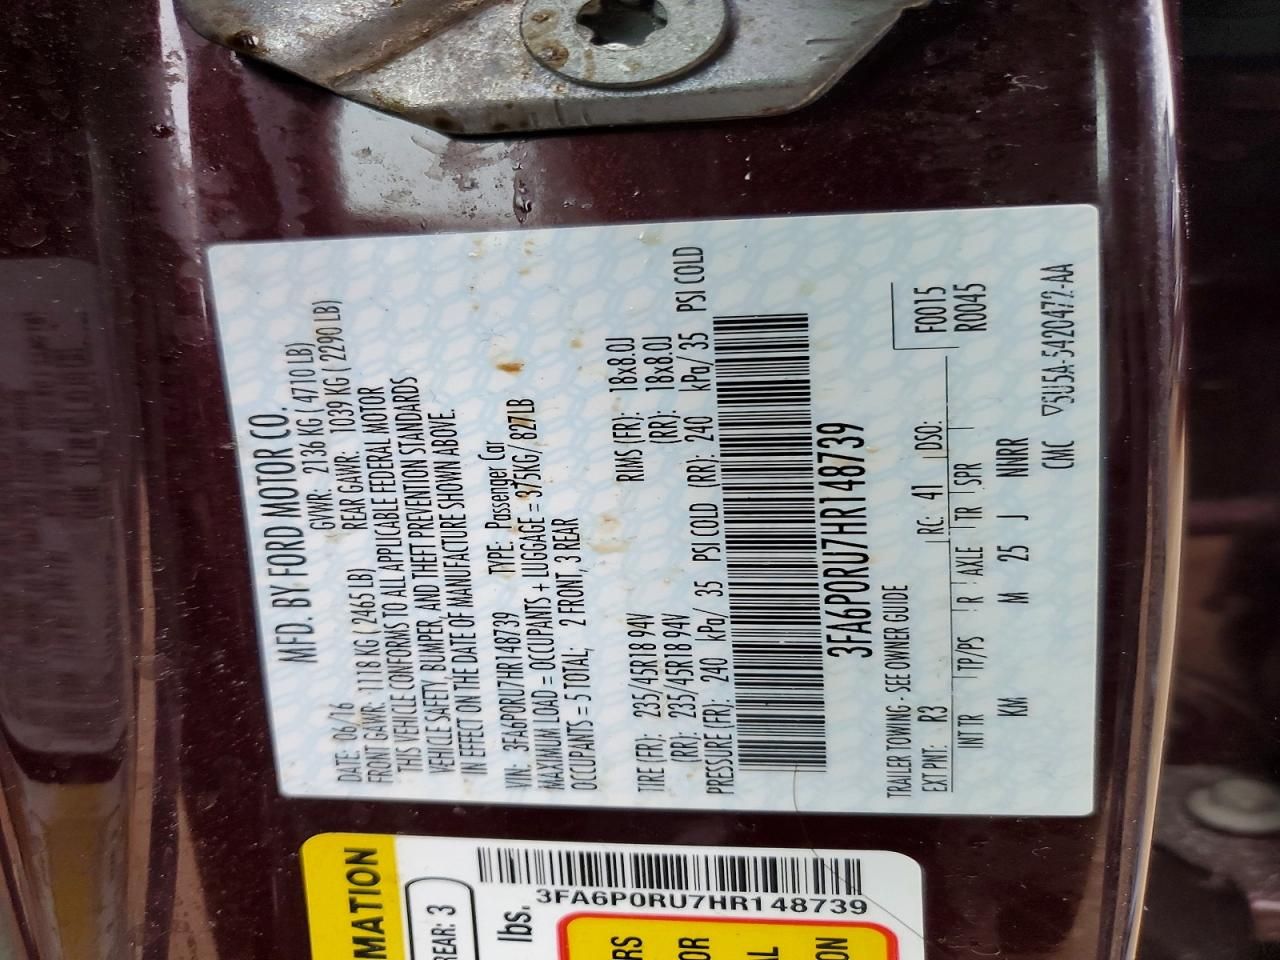 MFD. BY FORD MOTOR CO.
DATE: 06/16 GVWR: 2136 KG ( 4710 LB)
FRONT GAWR: 1118 KG ( 2465 LB) REAR GAWR: 1039 KG ( 2290 LB)
THIS VEHICLE CONFORMS TO ALL APPLICABLE FEDERAL MOTOR
VEHICLE SAFETY, BUMPER, AND THEFT PREVENTION STANDARDS
IN EFFECT ON THE DATE OF MANUFACTURE SHOWN ABOVE.
VIN: 3FA6P0RU7HR148739 TYPE: Passenger Car
MAXIMUM LOAD = OCCUPANTS + LUGGAGE = 375KG/ 827LB
OCCUPANTS = 5 TOTAL; 2 FRONT, 3 REAR
TIRE (FR): 235/45R18 94V RIMS (FR): 18x8.0J
(RR): 235/45R18 94V (RR): 18x8.0J
PRESSURE (FR): 240 kPa/ 35 PSI COLD (RR): 240 kPa/ 35 PSI COLD
3FA6P0RU7HR148739
TRAILER TOWING - SEE OWNER GUIDE
F0015
EXT PNT: R3 RC: 41 DSO: R0045
INT TR TP/PS R AXLE TR SPR
KM M 25 J NNRR
CMC ▽5U5A-5420472-AA
MATION
REAR: 3
lbs.
3FA6P0RU7HR148739
RS
OR
AL
ON